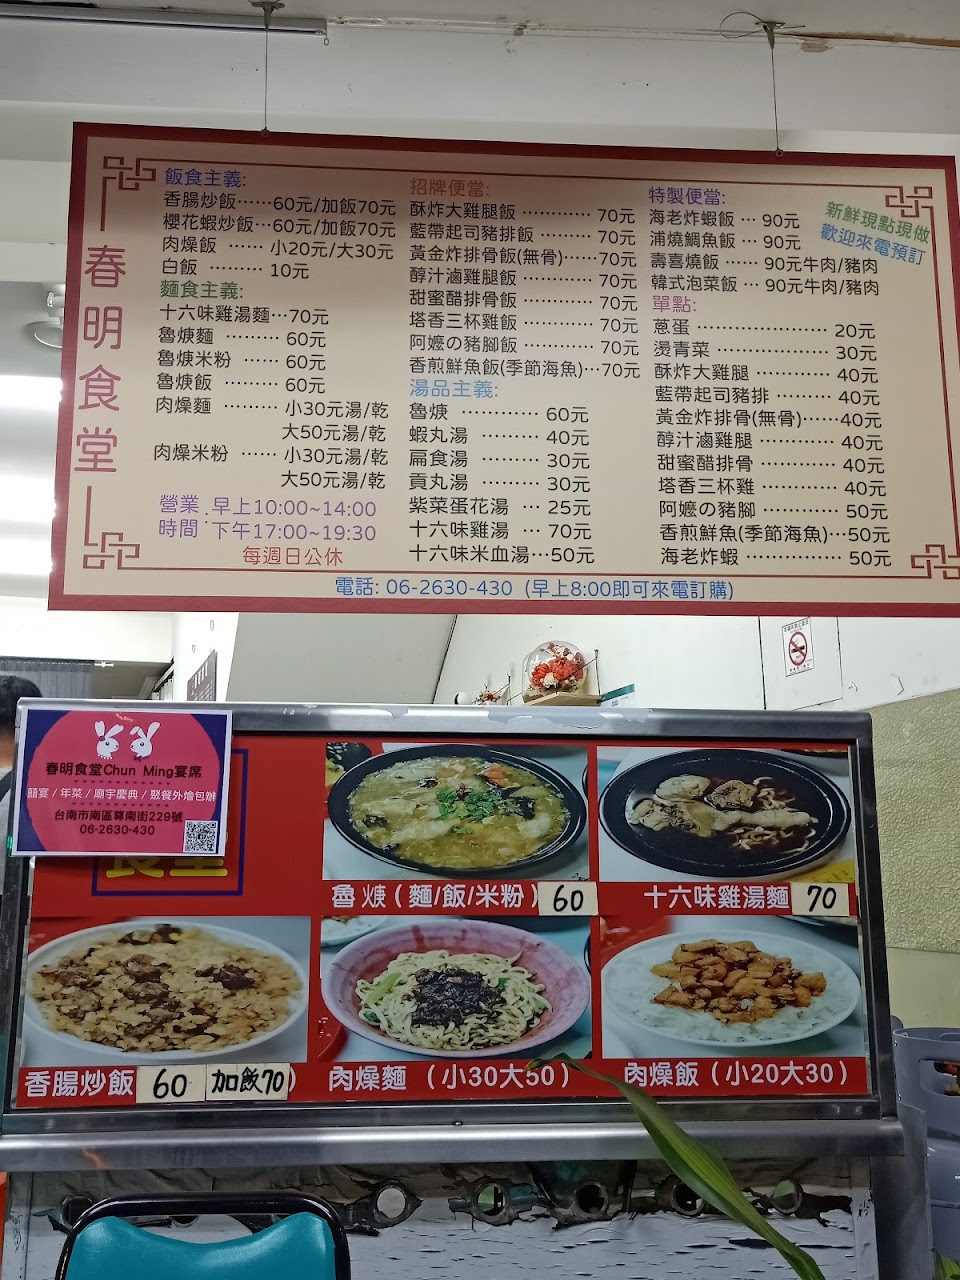 春明食堂
飯食主義:
香腸炒飯……60元/加飯70元
櫻花蝦炒飯…60元/加飯70元
肉燥飯 …… 小20元/大30元
白飯 ……… 10元
麵食主義:
十六味雞湯麵…70元
魯焿麵 ……… 60元
魯焿米粉 …… 60元
魯焿飯 ……… 60元
肉燥麵 ……… 小30元湯/乾
大50元湯/乾
肉燥米粉 …… 小30元湯/乾
大50元湯/乾
營業時間: 早上10:00~14:00
下午17:00~19:30
每週日公休
招牌便當:
酥炸大雞腿飯 ………… 70元
藍帶起司豬排飯 ……… 70元
黃金炸排骨飯(無骨)……70元
醇汁滷雞腿飯 ………… 70元
甜蜜醋排骨飯 ………… 70元
塔香三杯雞飯 ………… 70元
阿嬤の豬腳飯 ………… 70元
香煎鮮魚飯(季節海魚)…70元
湯品主義:
魯焿 ………… 60元
蝦丸湯 ……… 40元
扁食湯 ……… 30元
貢丸湯 ……… 30元
紫菜蛋花湯 … 25元
十六味雞湯 … 70元
十六味米血湯…50元
特製便當:
海老炸蝦飯 … 90元
浦燒鯛魚飯 … 90元
壽喜燒飯 …… 90元牛肉/豬肉
韓式泡菜飯 … 90元牛肉/豬肉
新鮮現點現做
歡迎來電預訂
單點:
蔥蛋 ………………… 20元
燙青菜 ……………… 30元
酥炸大雞腿 ………… 40元
藍帶起司豬排 ……… 40元
黃金炸排骨(無骨)……40元
醇汁滷雞腿 ………… 40元
甜蜜醋排骨 ………… 40元
塔香三杯雞 ………… 40元
阿嬤の豬腳 ………… 50元
香煎鮮魚(季節海魚)…50元
海老炸蝦 …………… 50元
電話: 06-2630-430 (早上8:00即可來電訂購)
春明食堂Chun Ming宴席
囍宴/年菜/廟宇慶典/聚餐外燴包辦
台南市南區尊南街229號
06-2630-430
食堂
魯焿(麵/飯/米粉) 60
十六味雞湯麵 70
香腸炒飯 60 加飯70)
肉燥麵 (小30大50)
肉燥飯(小20大30)